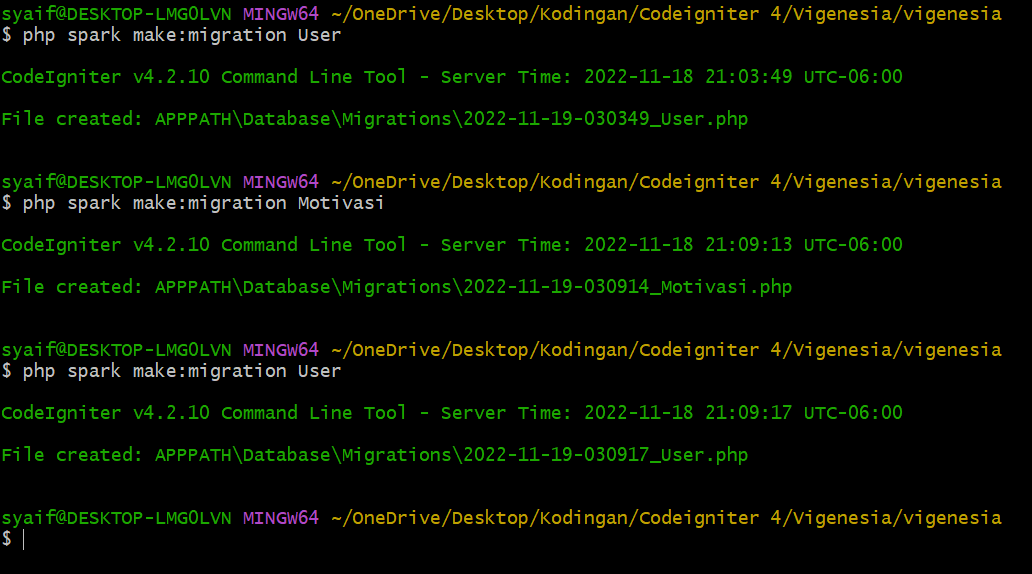 syaif@DESKTOP-LMG0LVN MINGW64 ~/OneDrive/Desktop/Kodingan/Codeigniter 4/Vigenesia/vigenesia
$ php spark make:migration User
CodeIgniter v4.2.10 Command Line Tool - Server Time: 2022-11-18 21:03:49 UTC-06:00
File created: APPPATH\Database\Migrations\2022-11-19-030349_User.php
syaif@DESKTOP-LMG0LVN MINGW64 ~/OneDrive/Desktop/Kodingan/Codeigniter 4/Vigenesia/vigenesia
$ php spark make:migration Motivasi
CodeIgniter v4.2.10 Command Line Tool - Server Time: 2022-11-18 21:09:13 UTC-06:00
File created: APPPATH\Database\Migrations\2022-11-19-030914_Motivasi.php
syaif@DESKTOP-LMG0LVN MINGW64 ~/OneDrive/Desktop/Kodingan/Codeigniter 4/Vigenesia/vigenesia
$ php spark make:migration User
CodeIgniter v4.2.10 Command Line Tool - Server Time: 2022-11-18 21:09:17 UTC-06:00
File created: APPPATH\Database\Migrations\2022-11-19-030917_User.php
syaif@DESKTOP-LMG0LVN MINGW64 ~/OneDrive/Desktop/Kodingan/Codeigniter 4/Vigenesia/vigenesia
$